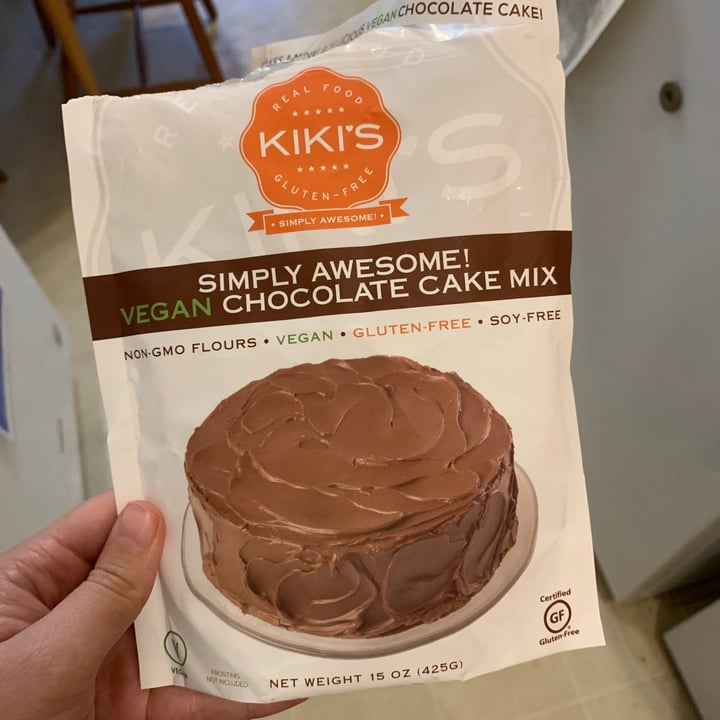 VEGAN CHOCOLATE CAKE!
REAL FOOD
KIKI'S
GLUTEN-FREE
• SIMPLY AWESOME! •
SIMPLY AWESOME!
VEGAN CHOCOLATE CAKE MIX
NON-GMO FLOURS • VEGAN • GLUTEN-FREE • SOY-FREE
Certified
GF
Gluten-Free
V
VEGAN
FROSTING
NOT INCLUDED
NET WEIGHT 15 OZ (425G)